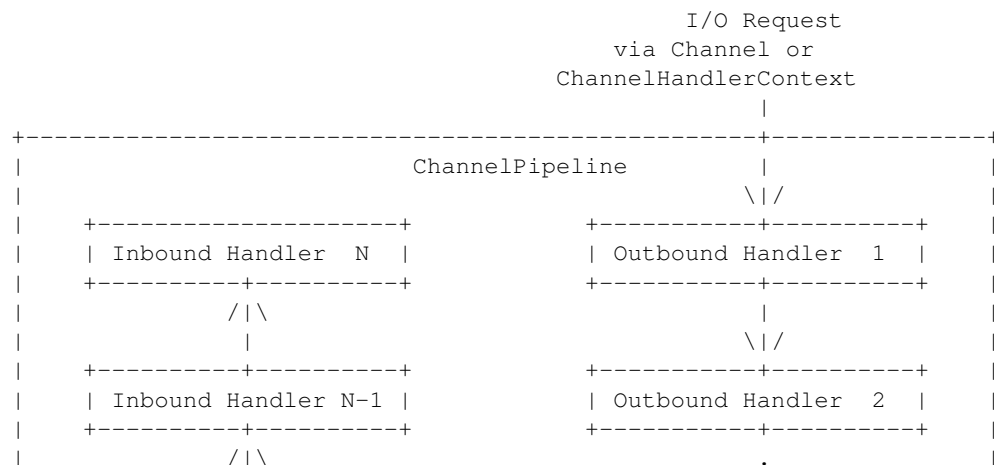 I/O Request
via Channel or
ChannelHandlerContext
|
+---------------------------------------------------+---------------+
|                           ChannelPipeline         |               |
|                                                  \|/              |
|    +---------------------+            +-----------+----------+    |
|    | Inbound Handler  N  |            | Outbound Handler  1  |    |
|    +----------+----------+            +-----------+----------+    |
|              /|\                                  |               |
|               |                                  \|/              |
|    +----------+----------+            +-----------+----------+    |
|    | Inbound Handler N-1 |            | Outbound Handler  2  |    |
|    +----------+----------+            +-----------+----------+    |
|              /|\                                  .               |